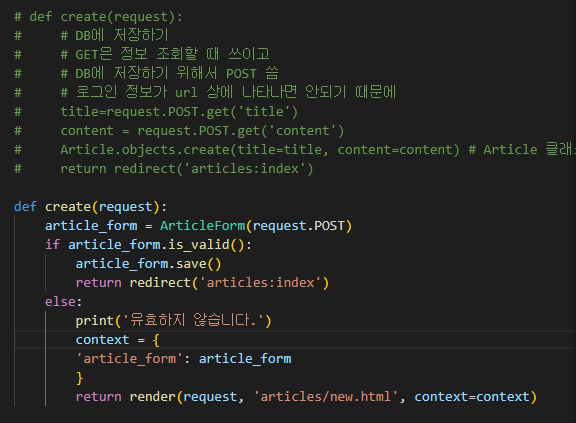 # def create(request):
#     # DB에 저장하기
#     # GET은 정보 조회할 때 쓰이고
#     # DB에 저장하기 위해서 POST 씀
#     # 로그인 정보가 url 상에 나타나면 안되기 때문에
#     title=request.POST.get('title')
#     content = request.POST.get('content')
#     Article.objects.create(title=title, content=content) # Article
#     return redirect('articles:index')
def create(request):
    article_form = ArticleForm(request.POST)
    if article_form.is_valid():
        article_form.save()
        return redirect('articles:index')
    else:
        print('유효하지 않습니다.')
        context = {
        'article_form': article_form
        }
        return render(request, 'articles/new.html', context=context)